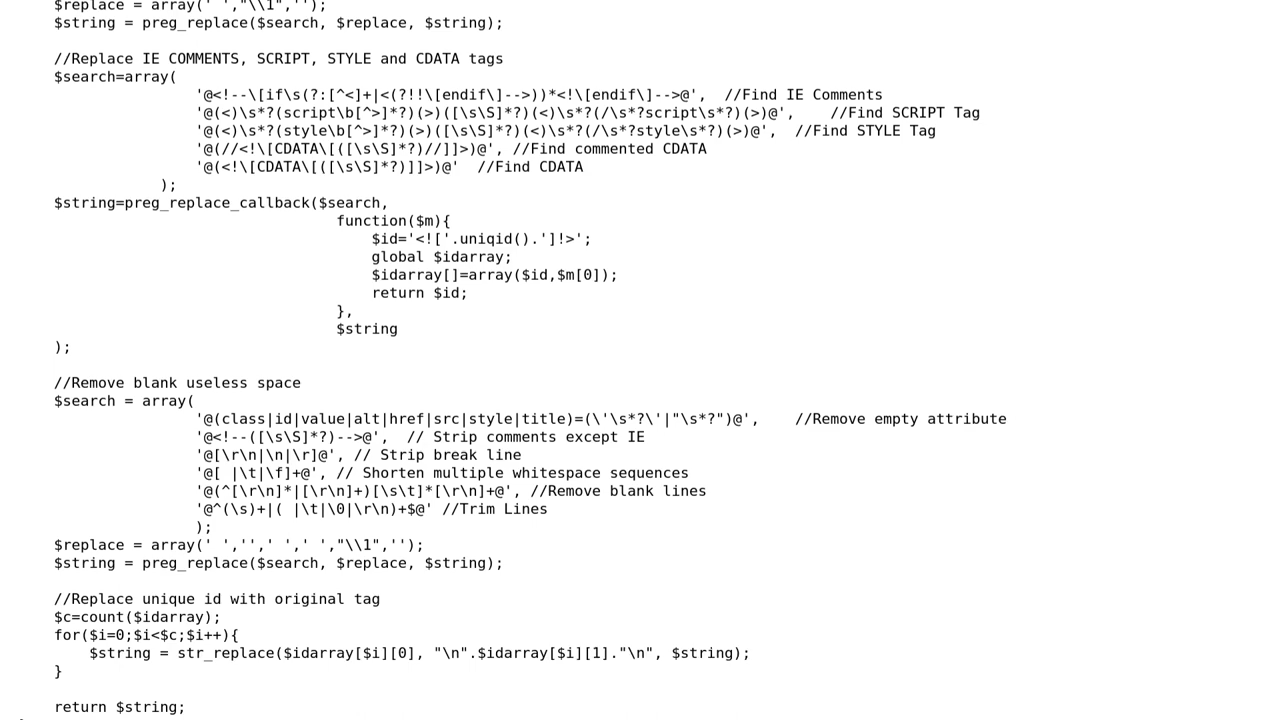 $replace = array(' ',"\\1",'');
$string = preg_replace($search, $replace, $string);
//Replace IE COMMENTS, SCRIPT, STYLE and CDATA tags
$search=array(
'@<!--\[if\s(?:[^<]+|<(?!!\[endif\]-->))*<!\[endif\]-->@',  //Find IE Comments
'@(<)\s*?(script\b[^>]*?)(>)([\s\S]*?)(<)\s*?(/\s*?script\s*?)(>)@',    //Find SCRIPT Tag
'@(<)\s*?(style\b[^>]*?)(>)([\s\S]*?)(<)\s*?(/\s*?style\s*?)(>)@',  //Find STYLE Tag
'@(//<!\[CDATA\[([\s\S]*?)//]]>)@', //Find commented CDATA
'@(<!\[CDATA\[([\s\S]*?)]]>)@'  //Find CDATA
);
$string=preg_replace_callback($search,
function($m){
$id='<!['.uniqid().']!>';
global $idarray;
$idarray[]=array($id,$m[0]);
return $id;
},
$string
);
//Remove blank useless space
$search = array(
'@(class|id|value|alt|href|src|style|title)=(\'\s*?\'|"\s*?")@',    //Remove empty attribute
'@<!--([\s\S]*?)-->@',  // Strip comments except IE
'@[\r\n|\n|\r]@', // Strip break line
'@[ |\t|\f]+@', // Shorten multiple whitespace sequences
'@(^[\r\n]*|[\r\n]+)[\s\t]*[\r\n]+@', //Remove blank lines
'@^(\s)+|( |\t|\0|\r\n)+$@' //Trim Lines
);
$replace = array(' ','',' ',' ',"\\1",'');
$string = preg_replace($search, $replace, $string);
//Replace unique id with original tag
$c=count($idarray);
for($i=0;$i<$c;$i++){
$string = str_replace($idarray[$i][0], "\n".$idarray[$i][1]."\n", $string);
}
return $string;